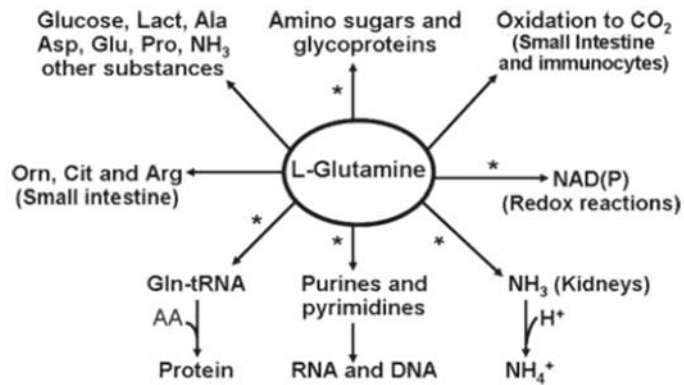 Glucose, Lact, Ala
Asp, Glu, Pro, NH₃
other substances
Amino sugars and
glycoproteins
Oxidation to CO₂
(Small Intestine
and immunocytes)
*
L-Glutamine
Orn, Cit and Arg
(Small intestine)
*
NAD(P)
(Redox reactions)
*
*
*
Gln-tRNA
AA
Protein
Purines and
pyrimidines
RNA and DNA
NH₃ (Kidneys)
H⁺
NH₄⁺